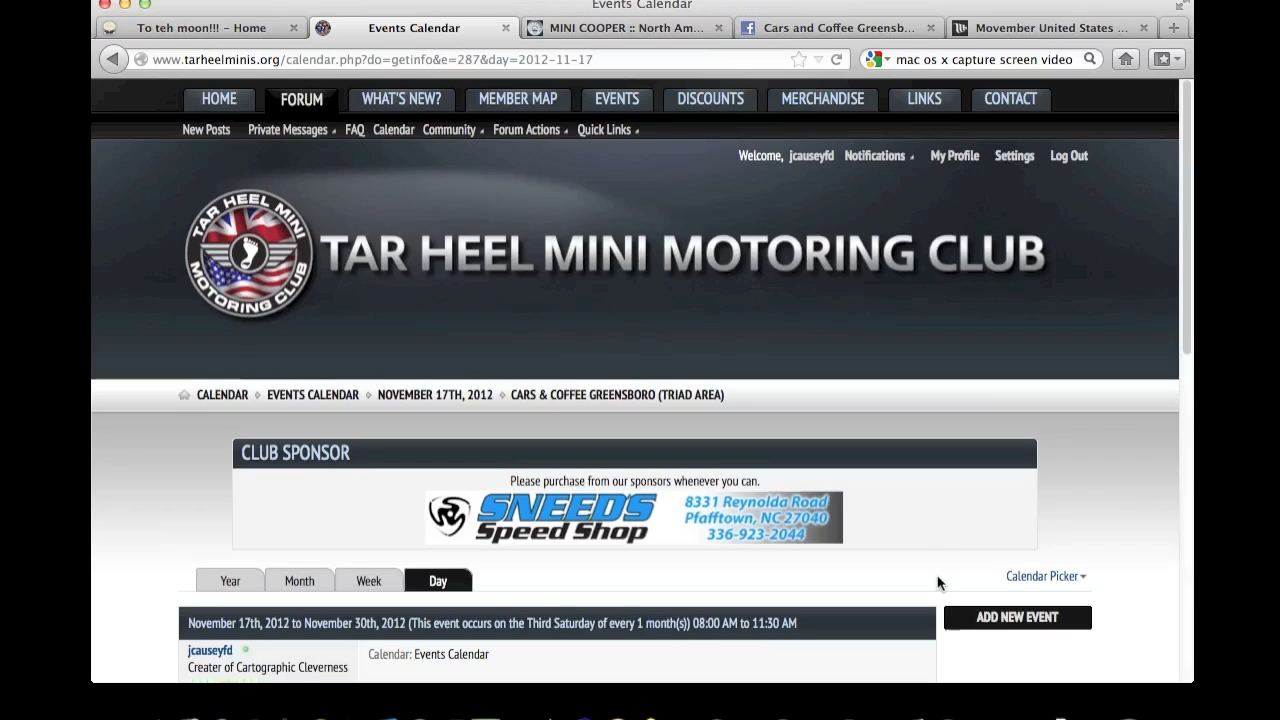 Events Calendar
To teh moon!!! - Home
Events Calendar
MINI COOPER :: North Am...
Cars and Coffee Greensb...
Movember United States ...
www.tarheelminis.org/calendar.php?do=getinfo&e=287&day=2012-11-17
mac os x capture screen video
HOME FORUM WHAT'S NEW? MEMBER MAP EVENTS DISCOUNTS MERCHANDISE LINKS CONTACT
New Posts Private Messages FAQ Calendar Community Forum Actions Quick Links
Welcome, jcauseyfd Notifications My Profile Settings Log Out
TAR HEEL MINI
MOTORING CLUB
TAR HEEL MINI MOTORING CLUB
CALENDAR EVENTS CALENDAR NOVEMBER 17TH, 2012 CARS & COFFEE GREENSBORO (TRIAD AREA)
CLUB SPONSOR
Please purchase from our sponsors whenever you can.
SNEED'S
Speed Shop
8331 Reynolda Road
Pfafftown, NC 27040
336-923-2044
Year Month Week Day
Calendar Picker
November 17th, 2012 to November 30th, 2012 (This event occurs on the Third Saturday of every 1 month(s)) 08:00 AM to 11:30 AM
ADD NEW EVENT
jcauseyfd
Creater of Cartographic Cleverness
Calendar: Events Calendar